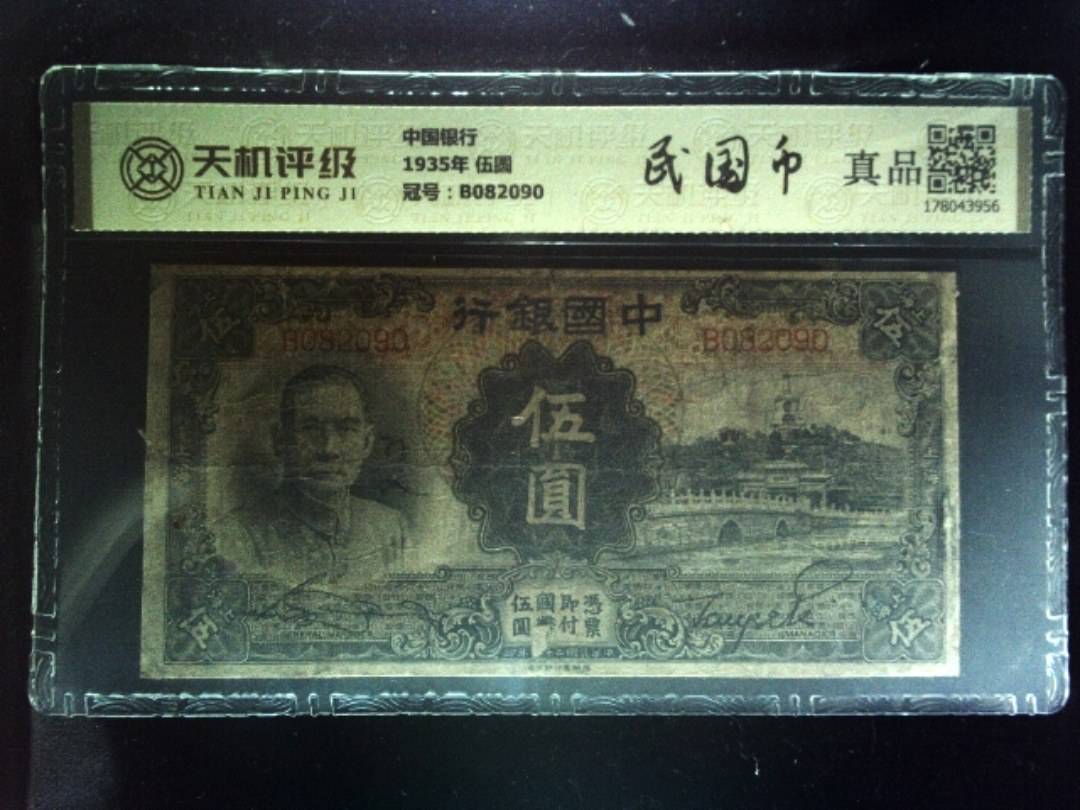 天机评级
TIAN JI PING JI
中国银行
1935年 伍圆
冠号：B082090
民国币
真品
178043956
行銀國中
B082090
B082090
伍
伍
伍圓
憑票
即付
國幣
伍圓
伍
伍
MANAGER